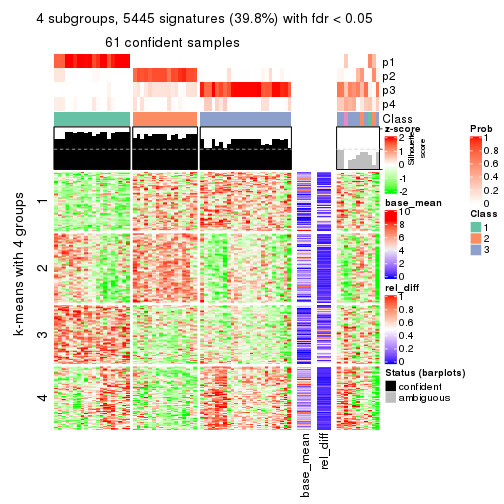 4 subgroups, 5445 signatures (39.8%) with fdr < 0.05
61 confident samples
p1
p2
p3
p4
Class
Silhouette
score
k-means with 4 groups
1
2
3
4
base_mean
rel_diff
z-score
2
1
0
-1
-2
base_mean
10
8
6
4
2
0
rel_diff
1
0.8
0.6
0.4
0.2
0
Status (barplots)
confident
ambiguous
Prob
1
0.8
0.6
0.4
0.2
0
Class
1
2
3